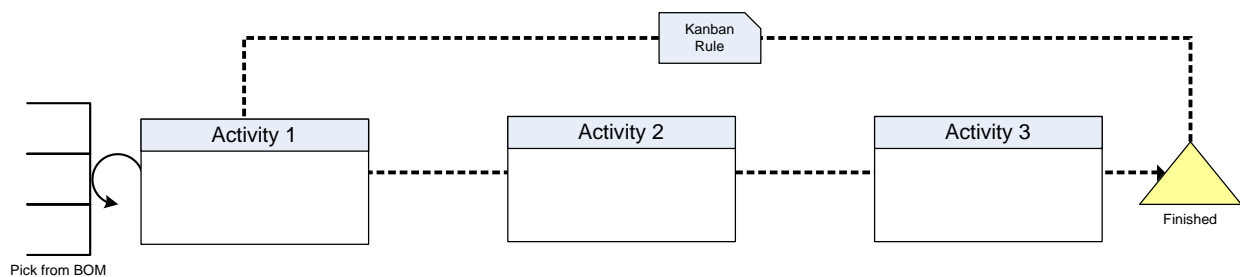 Kanban
Rule
Activity 1
Activity 2
Activity 3
Finished
Pick from BOM